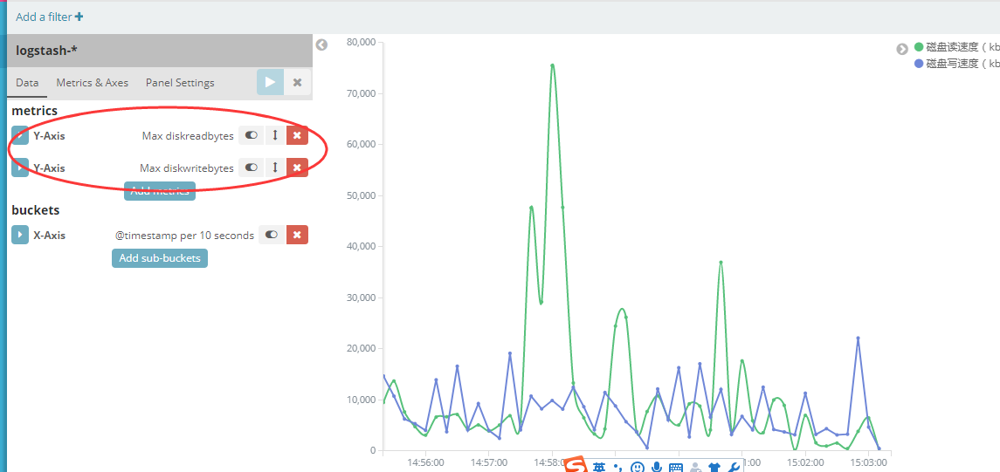 Add a filter
logstash-*
Data Metrics & Axes Panel Settings
metrics
Y-Axis Max diskreadbytes
Y-Axis Max diskwritebytes
Add metrics
buckets
X-Axis @timestamp per 10 seconds
Add sub-buckets
80,000
70,000
60,000
50,000
40,000
30,000
20,000
10,000
0
14:56:00 14:57:00 14:58:0 1:00 15:02:00 15:03:00
磁盘读速度 ( kb
磁盘写速度 ( kb
S 英